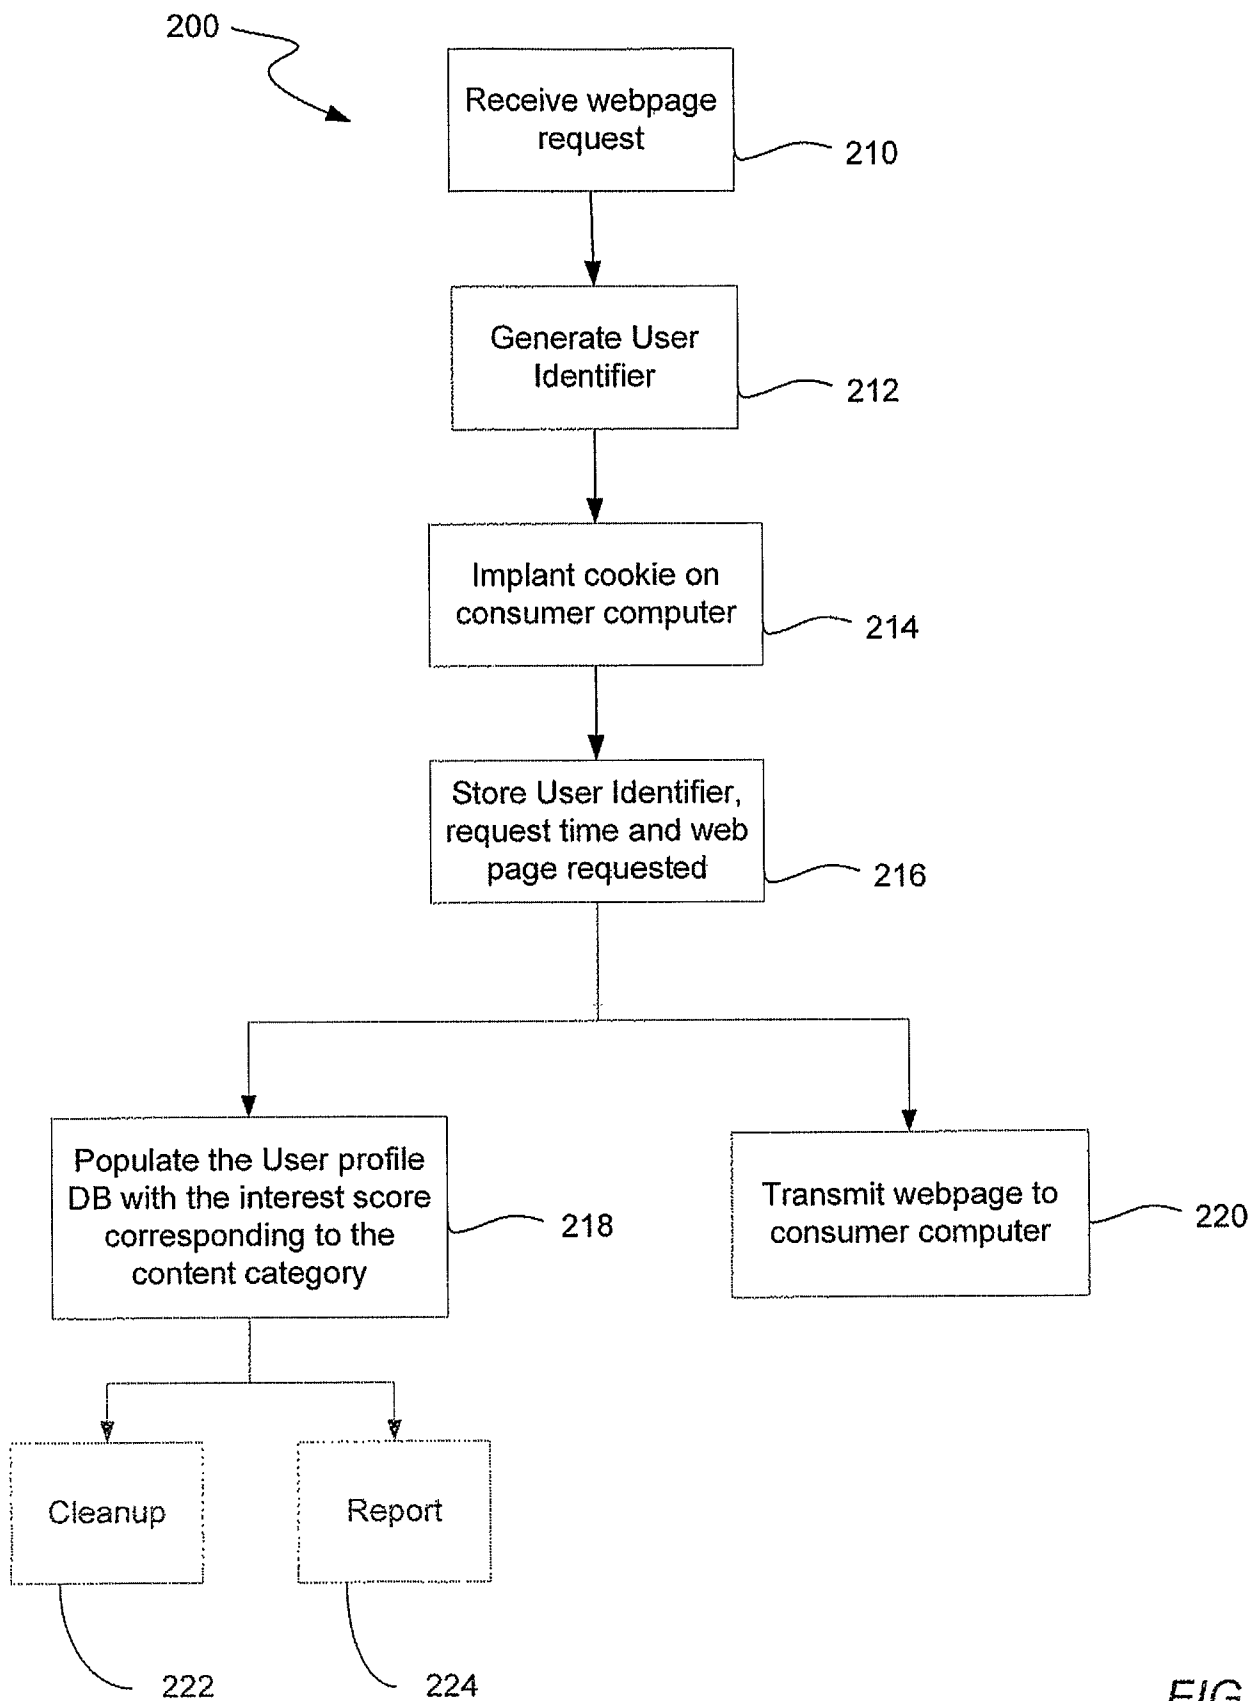 200
Receive webpage
request
210
Generate User
Identifier
212
Implant cookie on
consumer computer
214
Store User Identifier,
request time and web
page requested
216
Populate the User profile
DB with the interest score
corresponding to the
content category
218
Transmit webpage to
consumer computer
220
Cleanup
Report
222
224
FIG